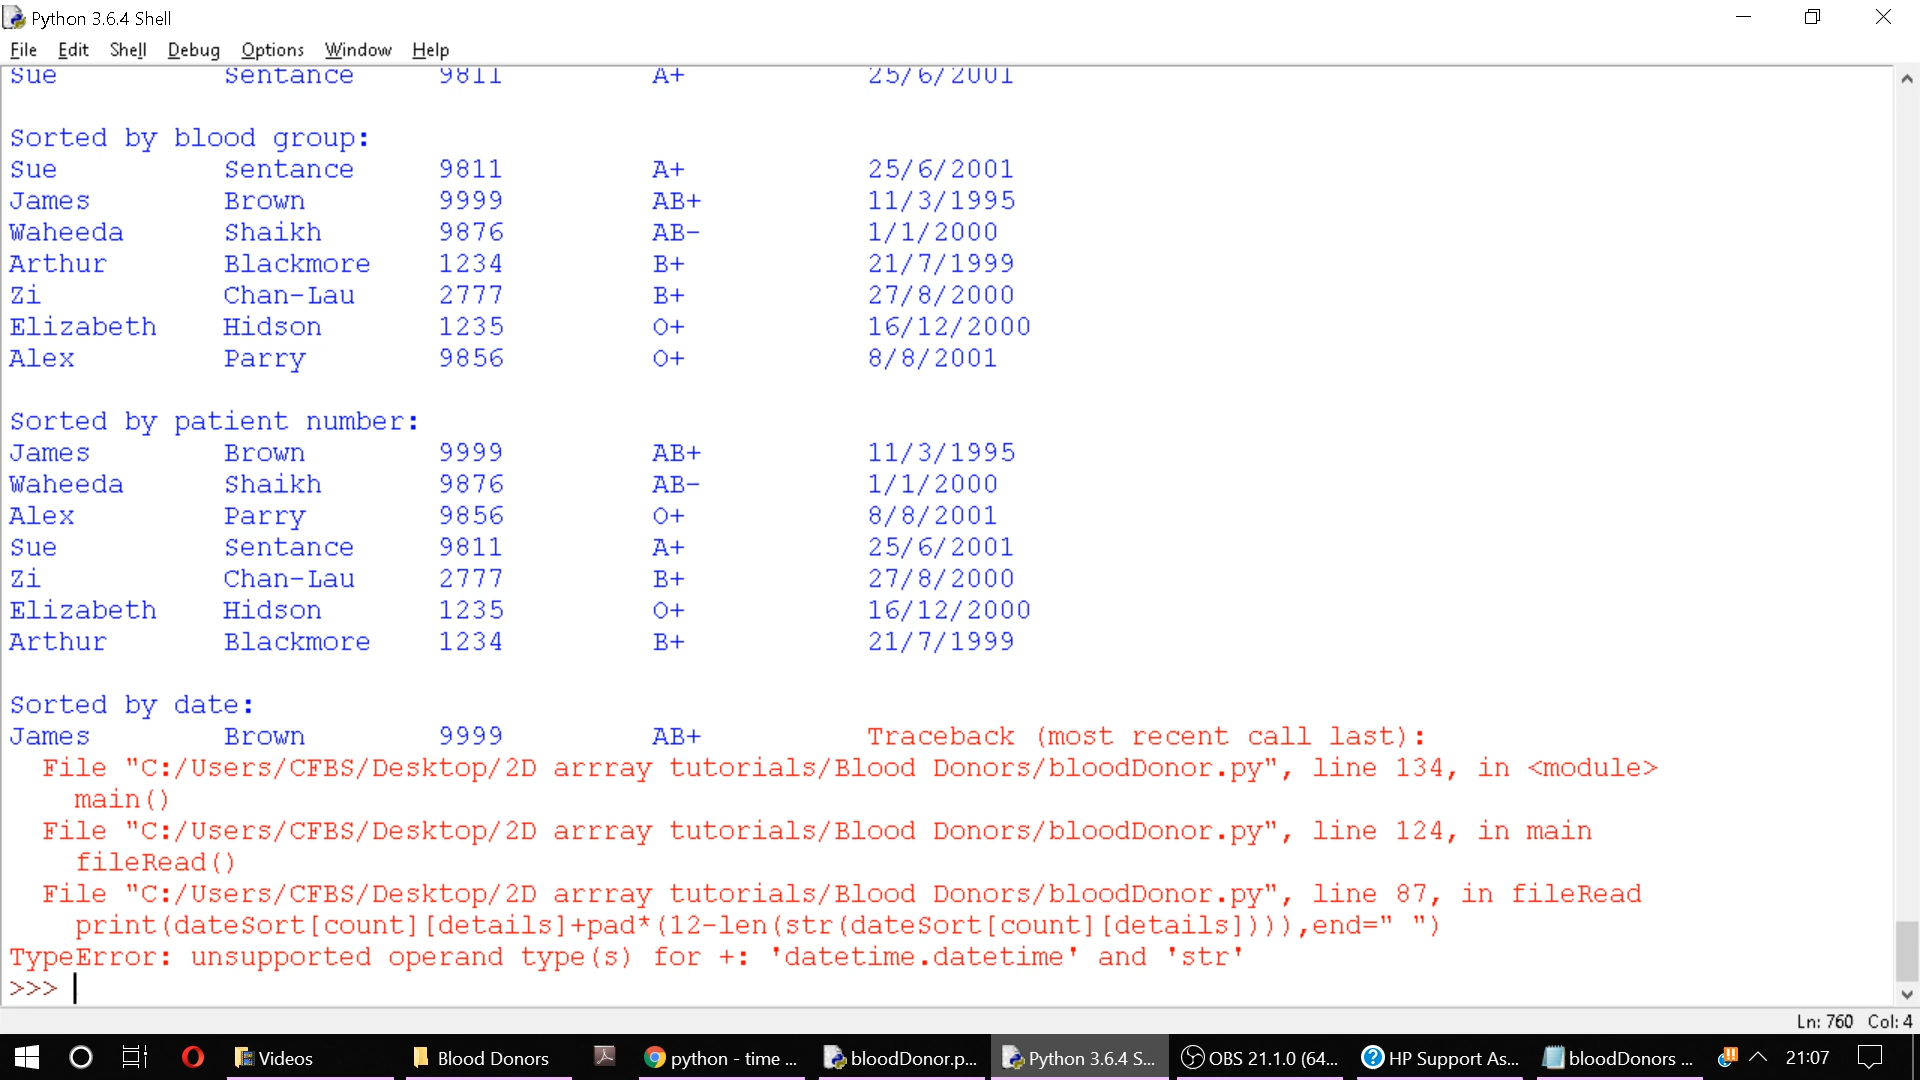 Python 3.6.4 Shell
File Edit Shell Debug Options Window Help
Sue Sentance 9811 A+ 25/6/2001
Sorted by blood group:
Sue Sentance 9811 A+ 25/6/2001
James Brown 9999 AB+ 11/3/1995
Waheeda Shaikh 9876 AB- 1/1/2000
Arthur Blackmore 1234 B+ 21/7/1999
Zi Chan-Lau 2777 B+ 27/8/2000
Elizabeth Hidson 1235 O+ 16/12/2000
Alex Parry 9856 O+ 8/8/2001
Sorted by patient number:
James Brown 9999 AB+ 11/3/1995
Waheeda Shaikh 9876 AB- 1/1/2000
Alex Parry 9856 O+ 8/8/2001
Sue Sentance 9811 A+ 25/6/2001
Zi Chan-Lau 2777 B+ 27/8/2000
Elizabeth Hidson 1235 O+ 16/12/2000
Arthur Blackmore 1234 B+ 21/7/1999
Sorted by date:
James Brown 9999 AB+ Traceback (most recent call last):
File "C:/Users/CFBS/Desktop/2D arrray tutorials/Blood Donors/bloodDonor.py", line 134, in <module>
main()
File "C:/Users/CFBS/Desktop/2D arrray tutorials/Blood Donors/bloodDonor.py", line 124, in main
fileRead()
File "C:/Users/CFBS/Desktop/2D arrray tutorials/Blood Donors/bloodDonor.py", line 87, in fileRead
print(dateSort[count][details]+pad*(12-len(str(dateSort[count][details]))),end=" ")
TypeError: unsupported operand type(s) for +: 'datetime.datetime' and 'str'
>>>
Ln: 760 Col: 4
Videos Blood Donors python - time ... bloodDonor.p... Python 3.6.4 S... OBS 21.1.0 (64... HP Support As... bloodDonors ... 21:07